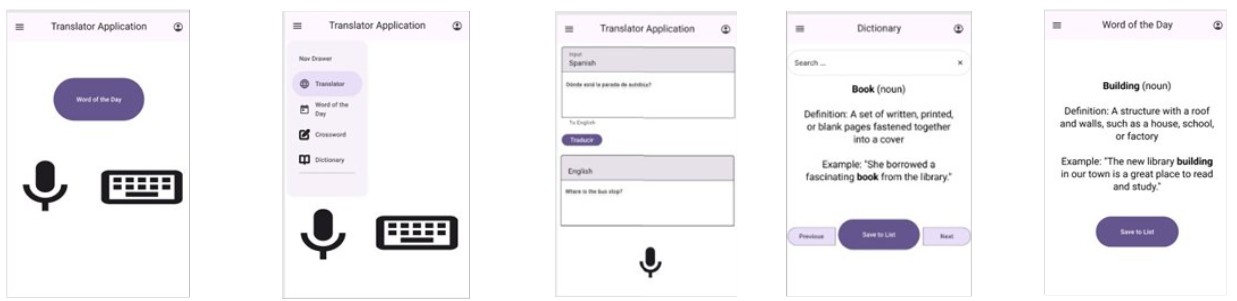 Translator Application
Word of the Day
Translator Application
Nav Drawer
Translator
Word of the
Day
Crossword
Dictionary
Translator Application
Input
Spanish
Dónde está la parada de autobús?
To English
Traducir
English
Where is the bus stop?
Dictionary
Search ...
Book (noun)
Definition: A set of written, printed,
or blank pages fastened together
into a cover
Example: "She borrowed a
fascinating book from the library."
Previous
Save to List
Next
Word of the Day
Building (noun)
Definition: A structure with a roof
and walls, such as a house, school,
or factory
Example: "The new library building
in our town is a great place to read
and study."
Save to List